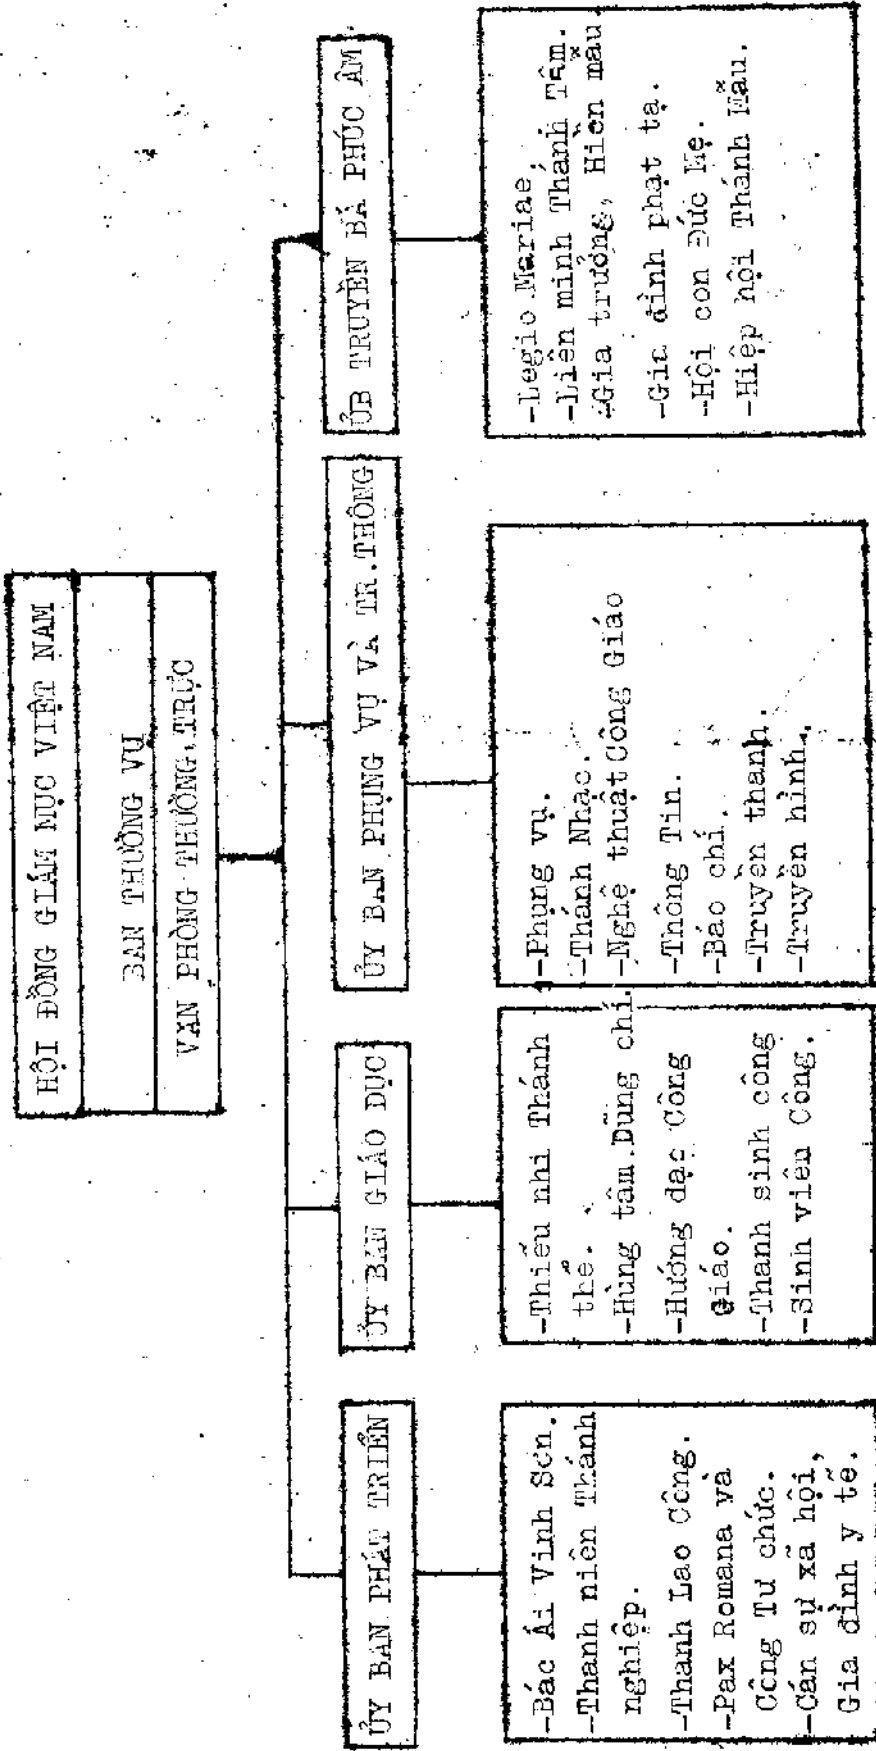 HỘI ĐỒNG GIÁM MỤC VIỆT NAM
BAN THƯỜNG VỤ
VĂN PHÒNG THƯỜNG TRỰC
ỦY BAN PHÁT TRIỂN
-Bác Ái Vinh Sơn.
-Thanh niên Thánh
nghiệp.
-Thanh Lao Công.
-Pax Romana và
Công Tư chức.
-Cán sự xã hội,
Gia đình y tế.
ỦY BAN GIÁO DỤC
-Thiếu nhi Thánh
thể.
-Hùng tâm Dũng chí.
-Hướng đạo Công
Giáo.
-Thanh sinh công
-Sinh viên Công.
ỦY BAN PHỤNG VỤ VÀ TR.THÔNG
-Phụng vụ.
-Thánh Nhạc.
-Nghệ thuật Công Giáo
-Thông Tin.
-Báo chí.
-Truyền thanh.
-Truyền hình.
ỦB TRUYỀN BÁ PHÚC ÂM
-Legio Mariae.
-Liên minh Thánh Tâm.
-Gia trưởng, Hiền mẫu
-Gia đình phạt tạ.
-Hội con Đức Mẹ.
-Hiệp hội Thánh Mẫu.